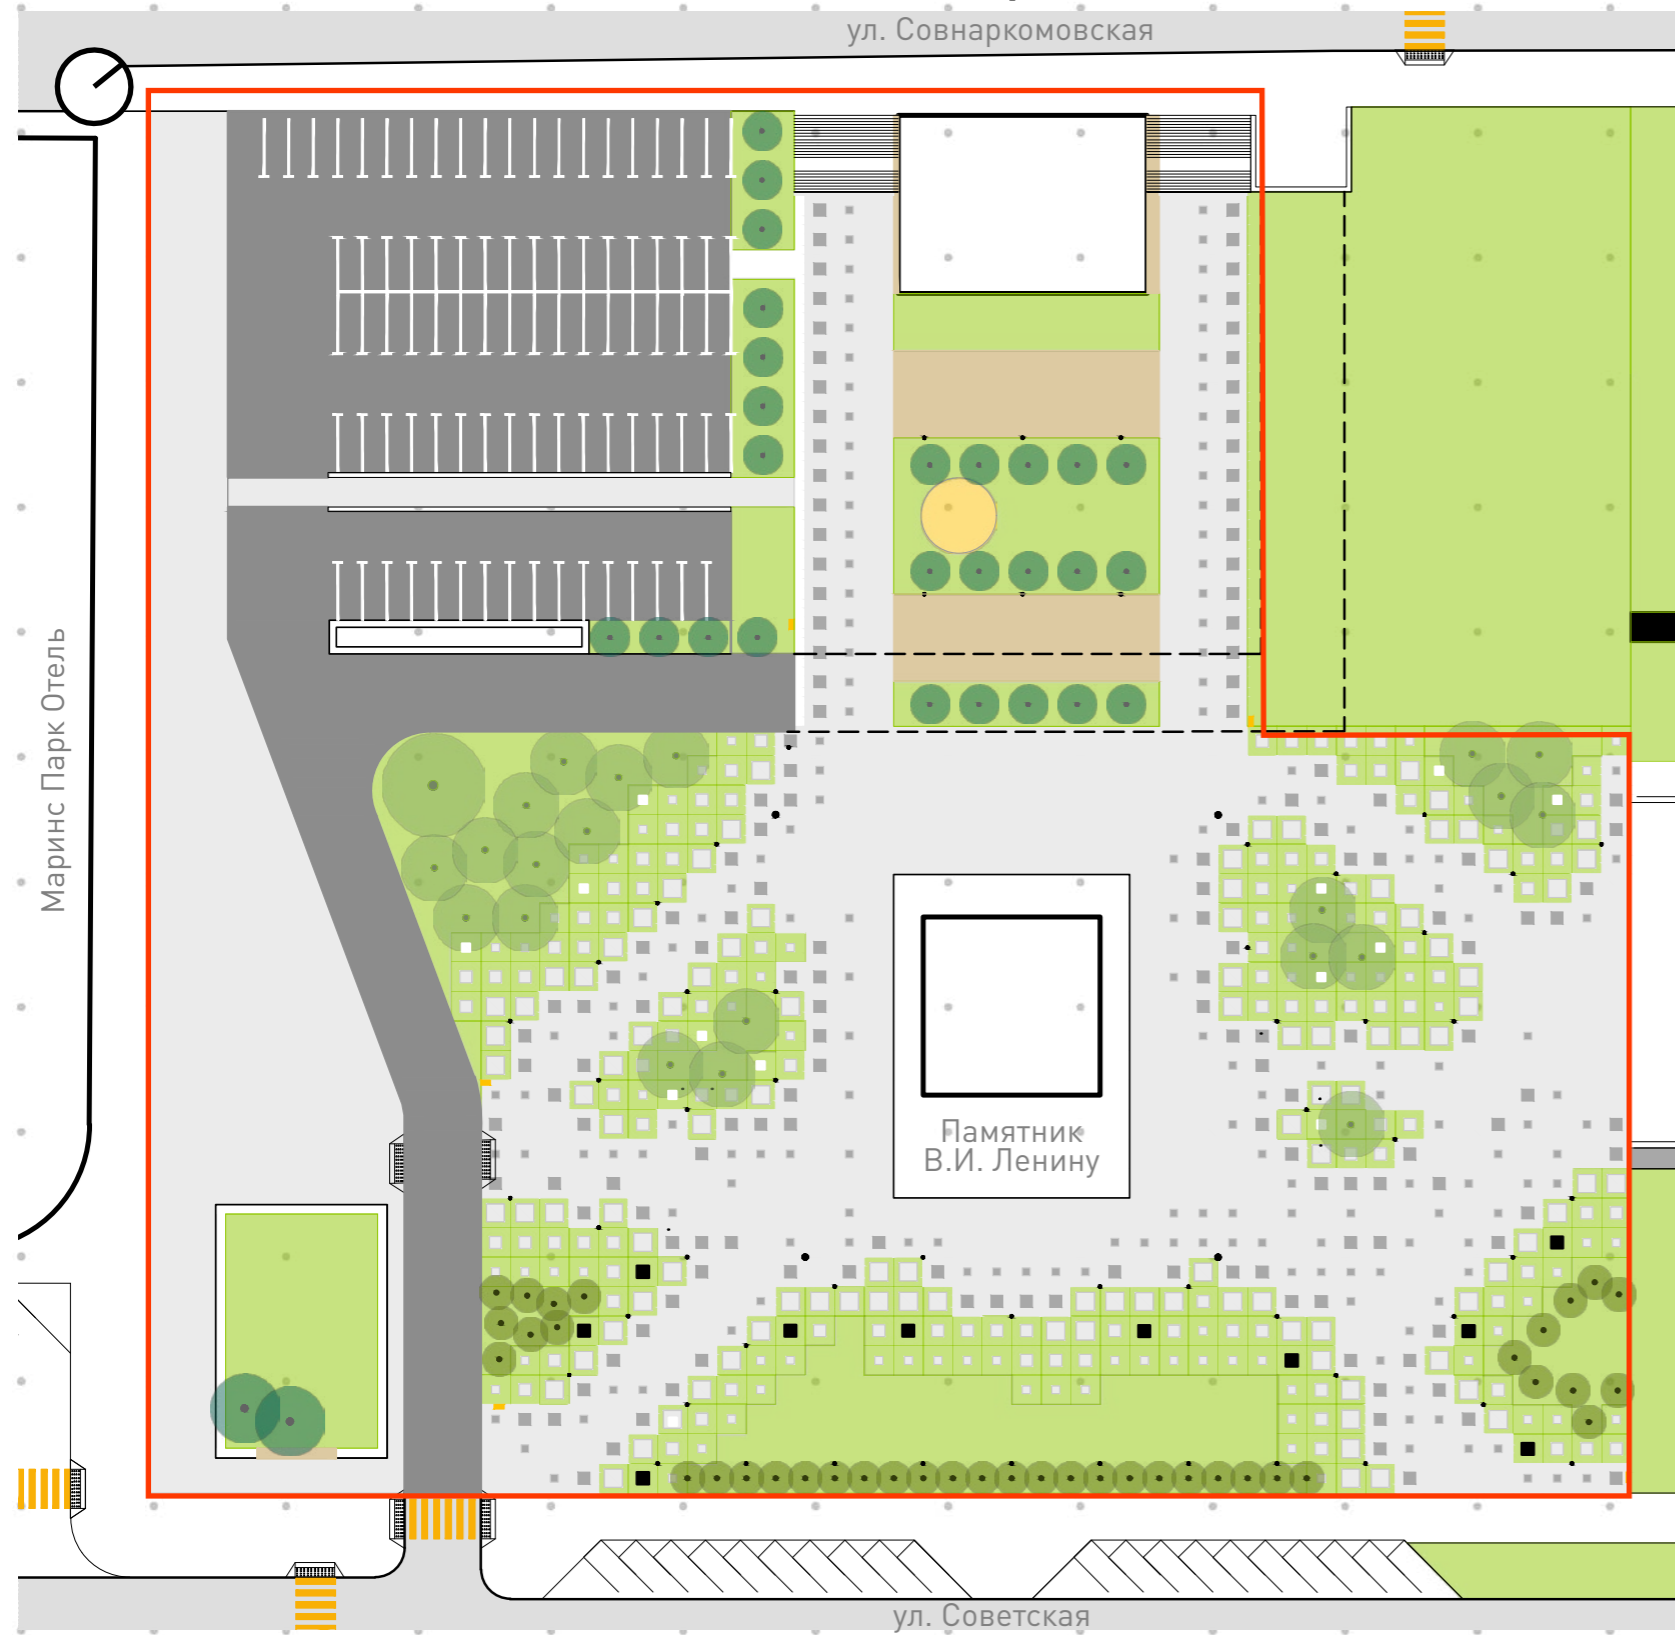 ул. Совнаркомовская
Маринс Парк Отель
Памятник
В.И. Ленину
ул. Советская